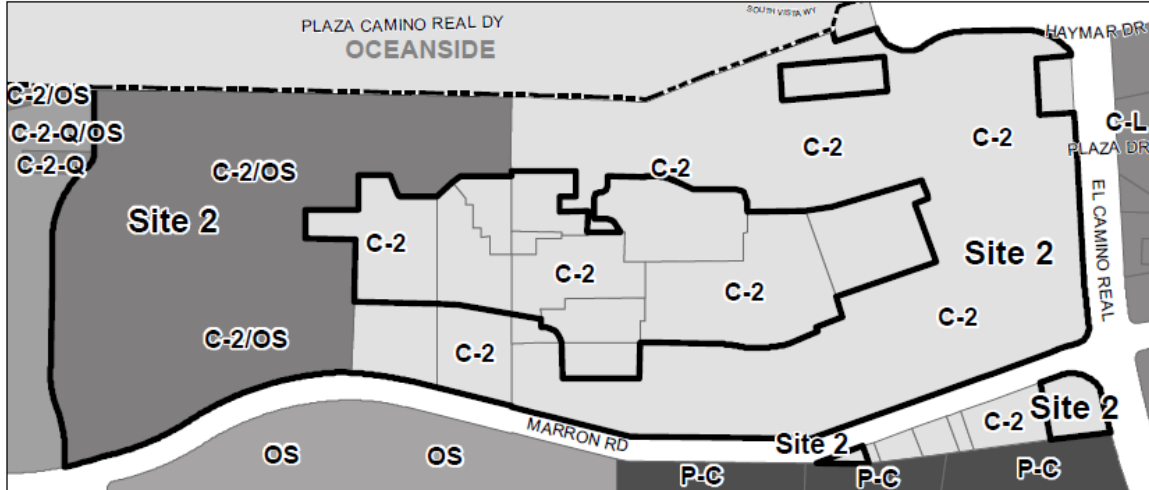 SOUTH VISTA WY
PLAZA CAMINO REAL DY
HAYMAR DR
OCEANSIDE
C-2/OS
C-2-Q/OS
C-2-Q
C-L
C-2
C-2
PLAZA DR
C-2/OS
C-2
Site 2
EL CAMINO REAL
C-2
Site 2
C-2
C-2
C-2
C-2/OS
C-2
Site 2
C-2
MARRON RD
Site 2
OS
OS
P-C
P-C
P-C